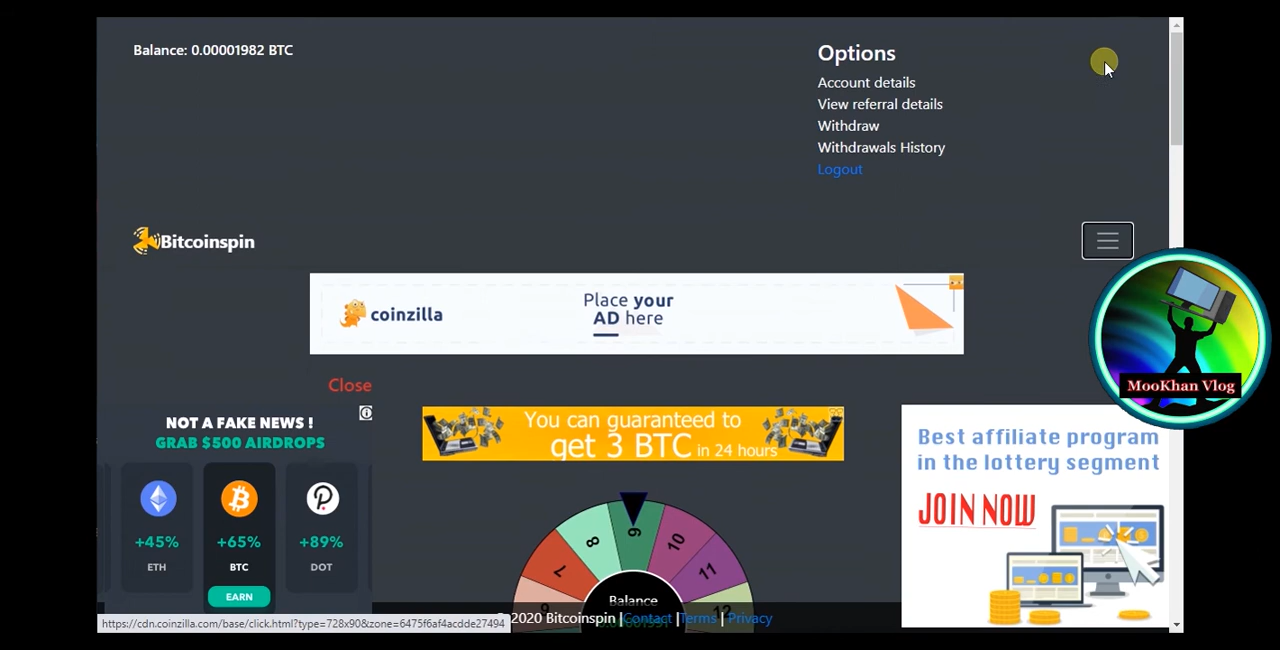 Balance: 0.00001982 BTC
Options
Account details
View referral details
Withdraw
Withdrawals History
Logout
Bitcoinspin
coinzilla
Place your
AD here
MooKhan Vlog
Close
NOT A FAKE NEWS !
GRAB $500 AIRDROPS
+45%
ETH
+65%
BTC
+89%
DOT
EARN
You can guaranteed to
get 3 BTC in 24 hours
Best affiliate program
in the lottery segment
JOIN NOW
7
8
9
10
11
12
Balance
https://cdn.coinzilla.com/base/click.html?type=728x90&zone=6475f6af4acdde27494
2020 Bitcoinspin |Contact |Terms | Privacy